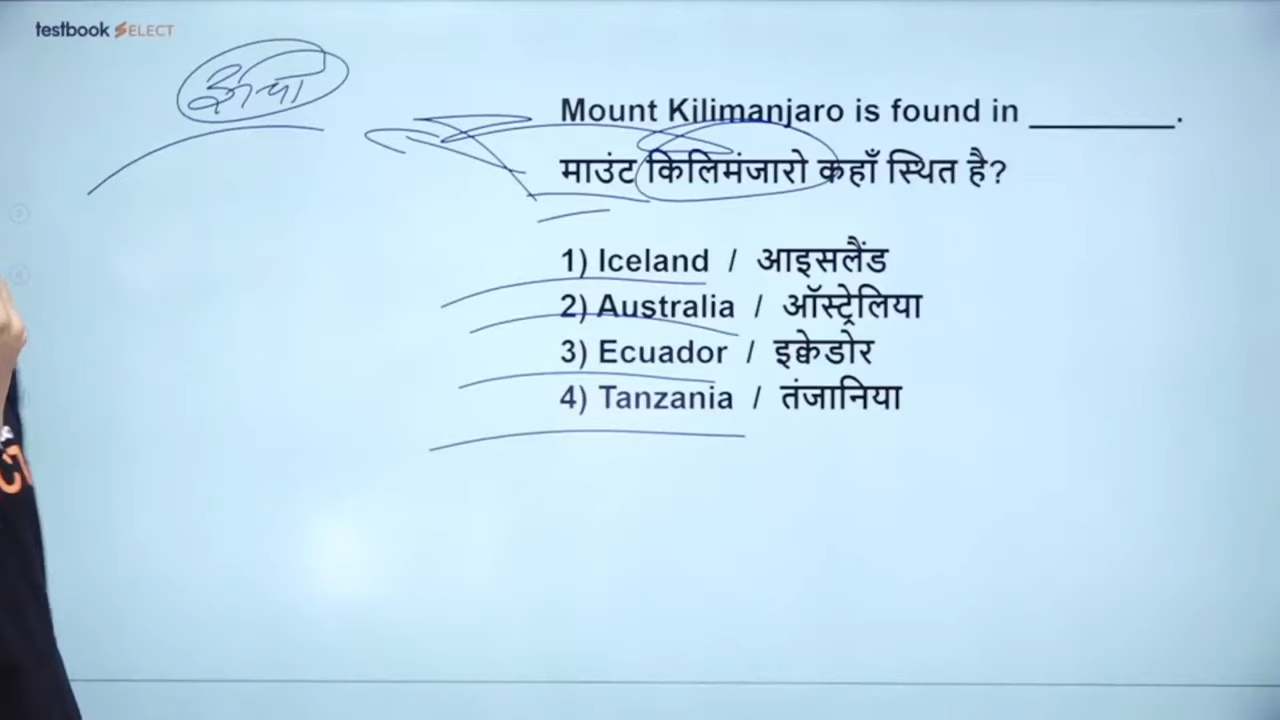 testbook SELECT
Mount Kilimanjaro is found in ________.
माउंट किलिमंजारो कहाँ स्थित है?
1) Iceland / आइसलैंड
2) Australia / ऑस्ट्रेलिया
3) Ecuador / इक्वेडोर
4) Tanzania / तंजानिया